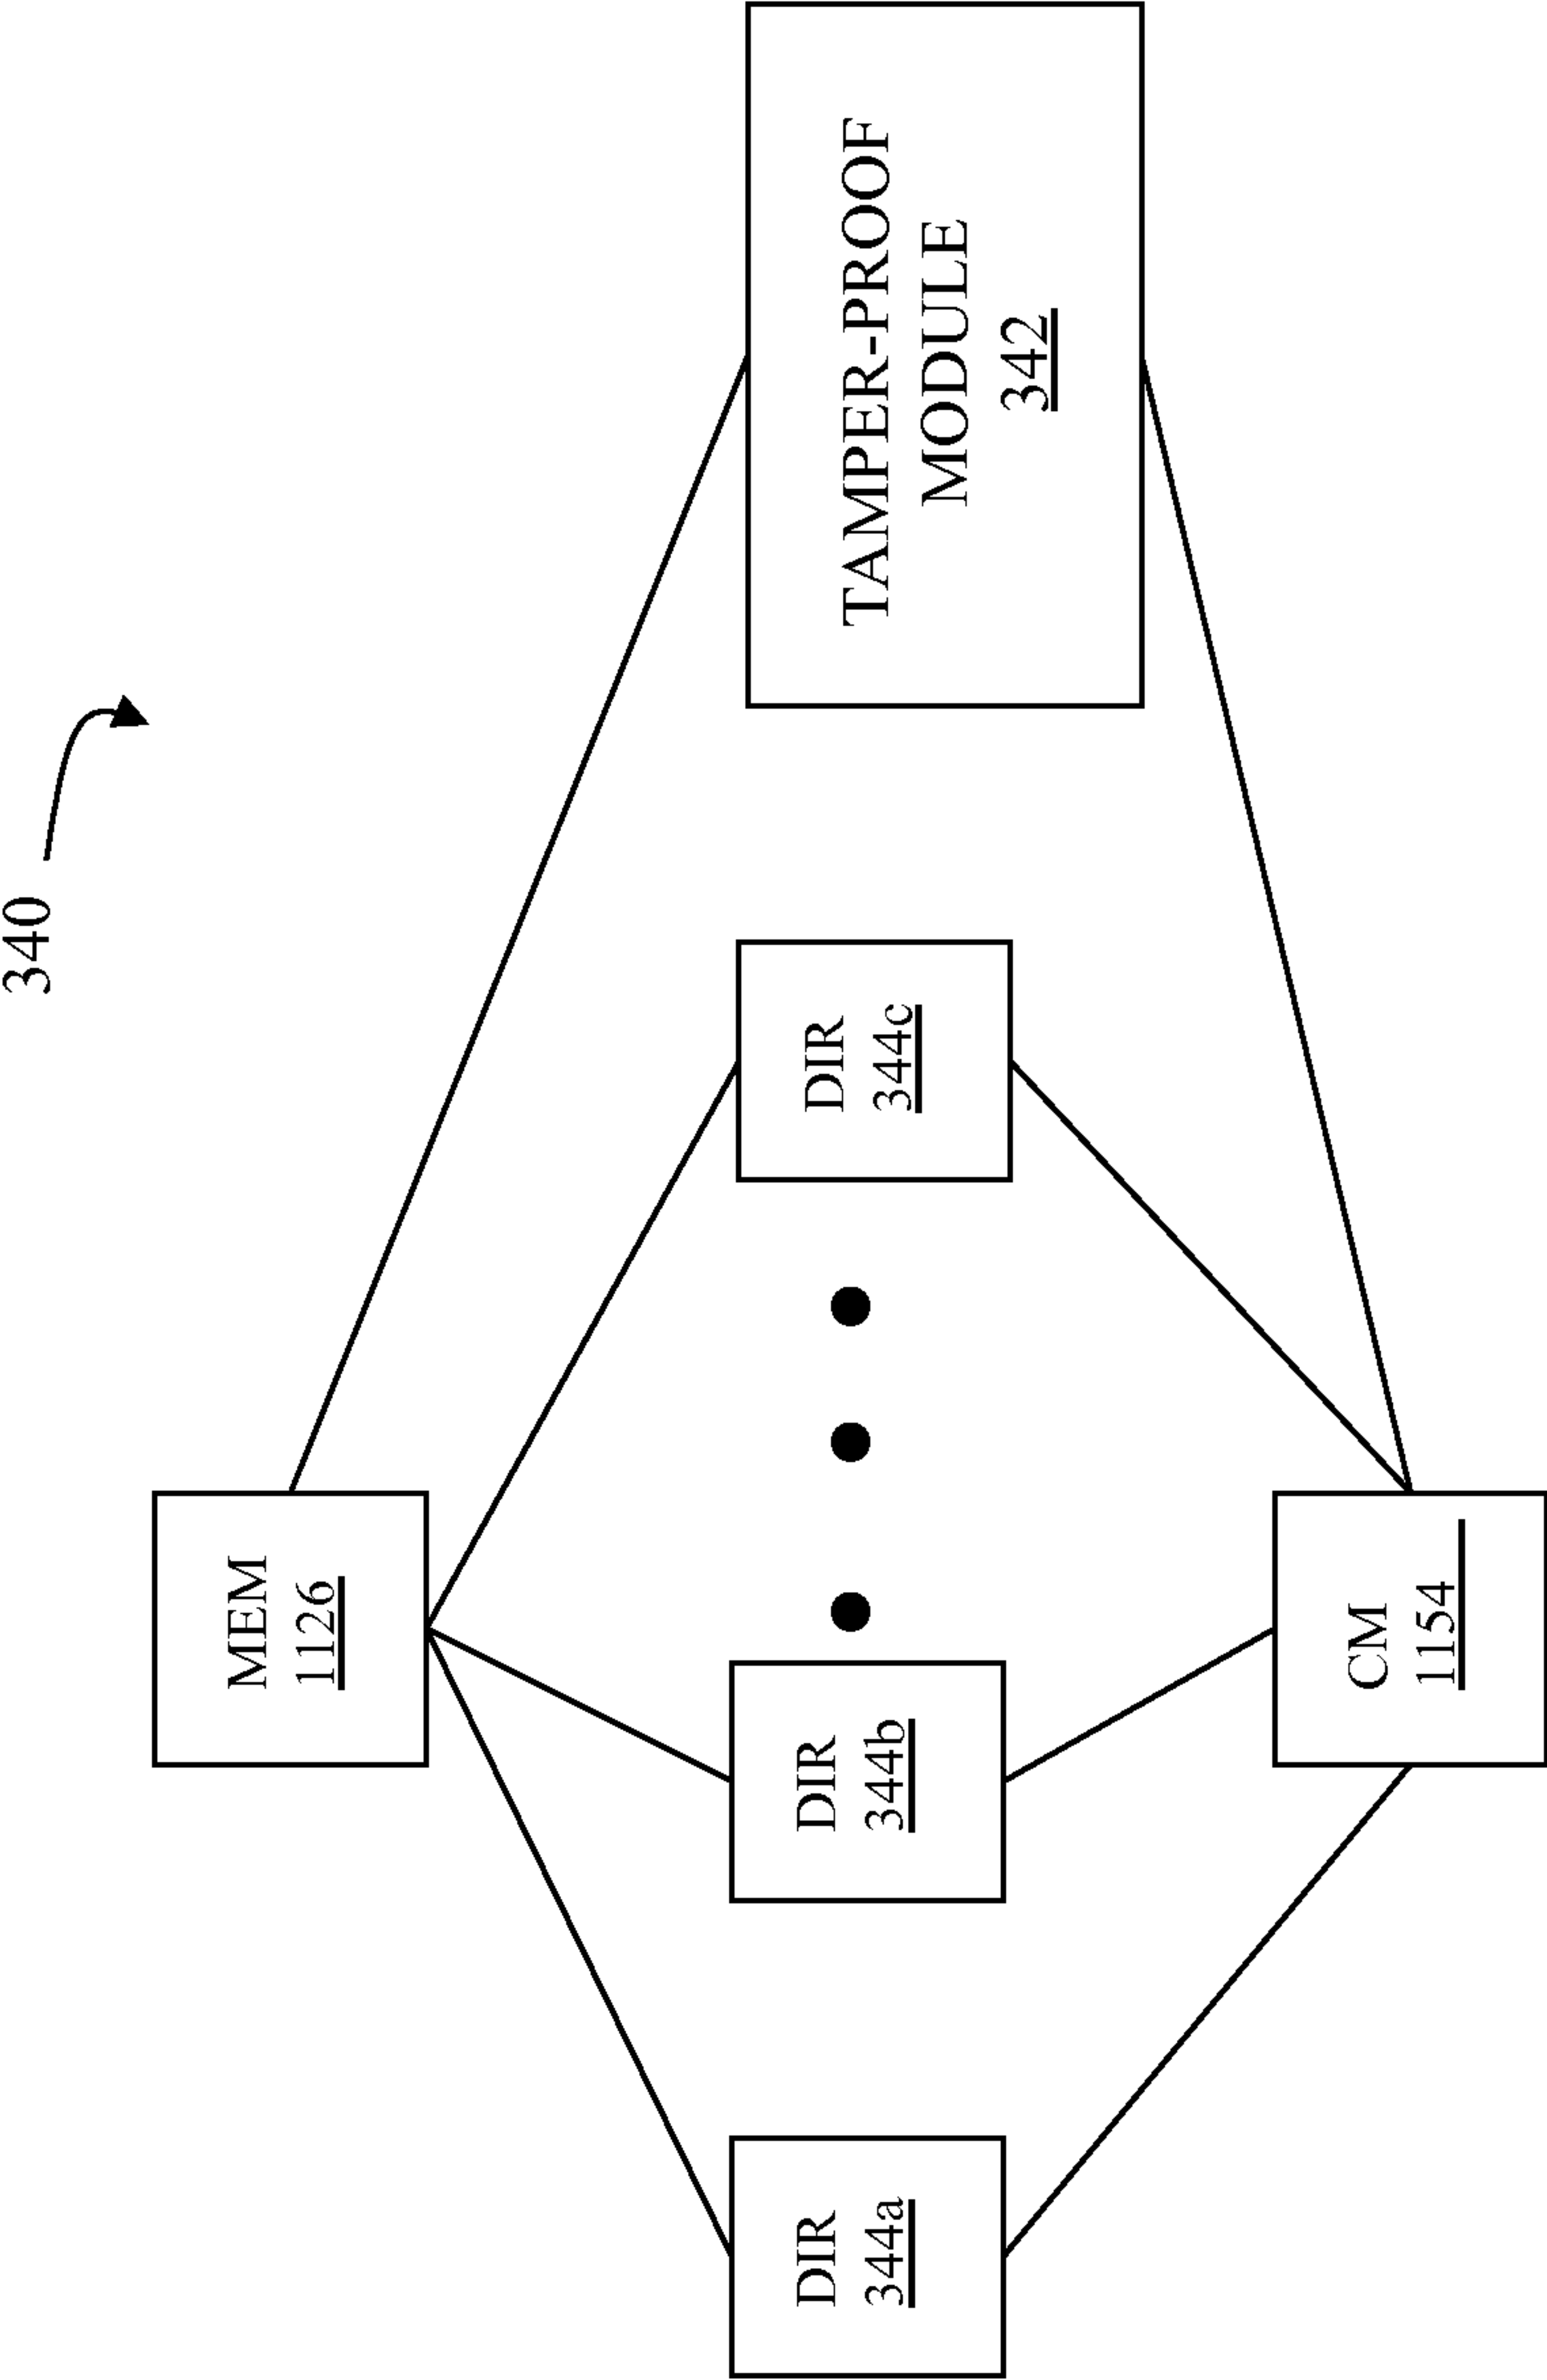 340
MEM
1126
DIR
344a
DIR
344b
DIR
344c
TAMPER-PROOF
MODULE
342
CM
1154